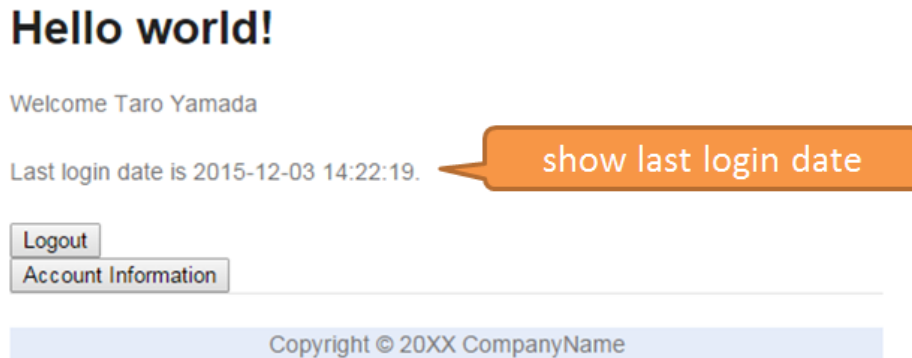 Hello world!
Welcome Taro Yamada
Last login date is 2015-12-03 14:22:19.
show last login date
Logout
Account Information
Copyright © 20XX CompanyName